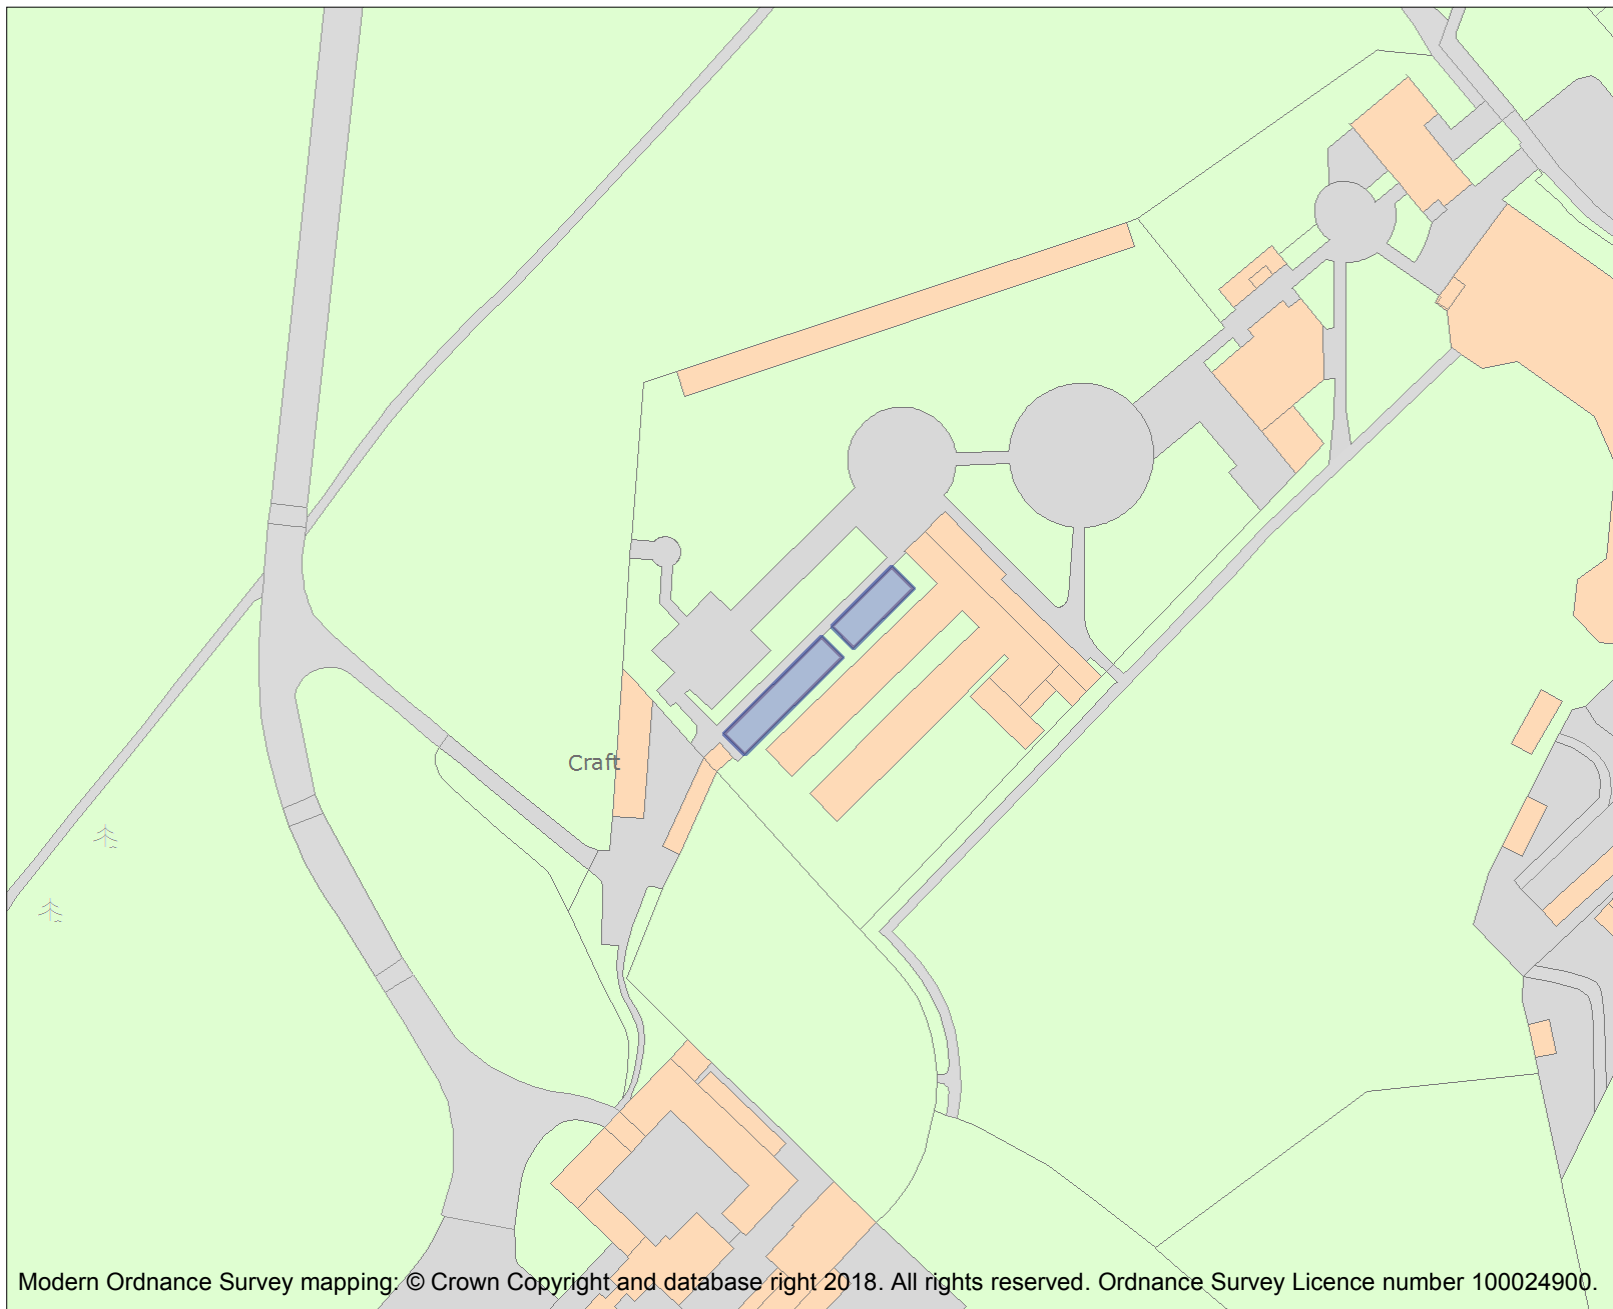 Craft
Modern Ordnance Survey mapping: © Crown Copyright and database right 2018. All rights reserved. Ordnance Survey Licence number 100024900.